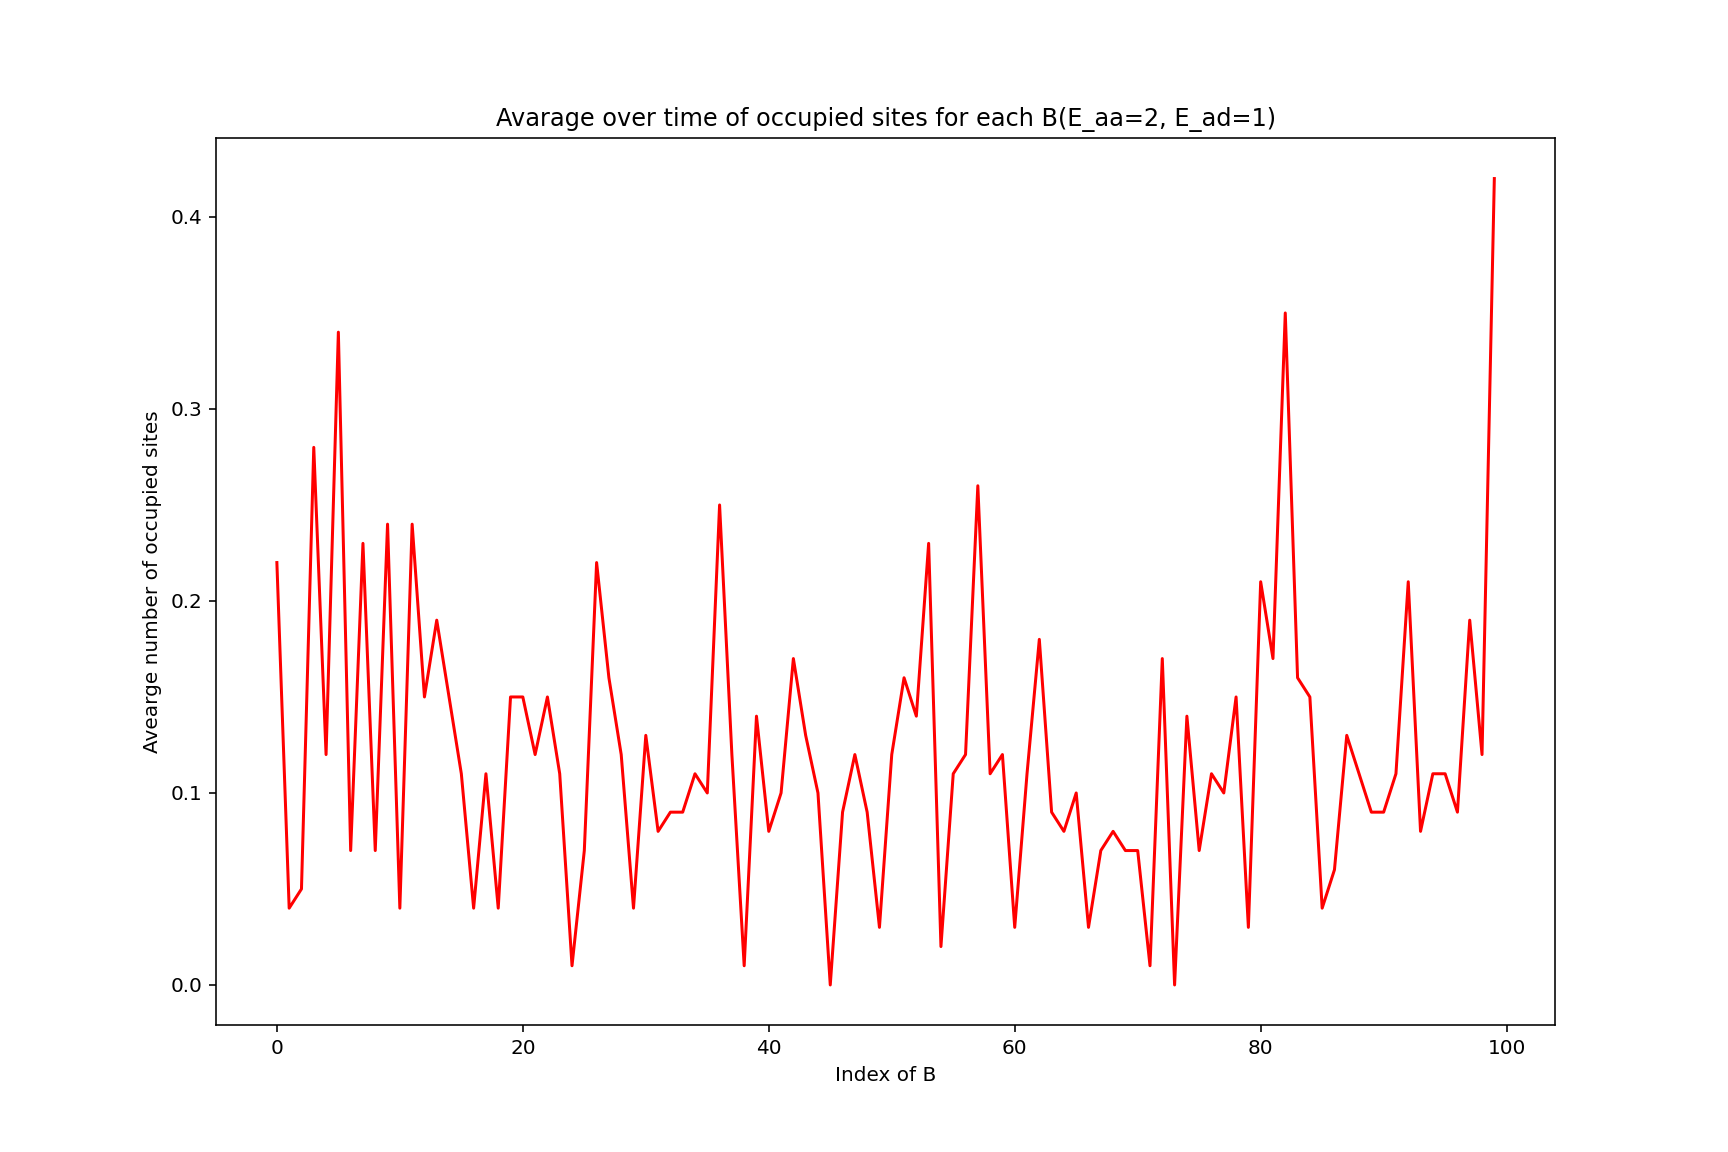 Avarage over time of occupied sites for each B(E_aa=2, E_ad=1)
Avearge number of occupied sites
0.4
0.3
0.2
0.1
0.0
0 20 40 60 80 100
Index of B